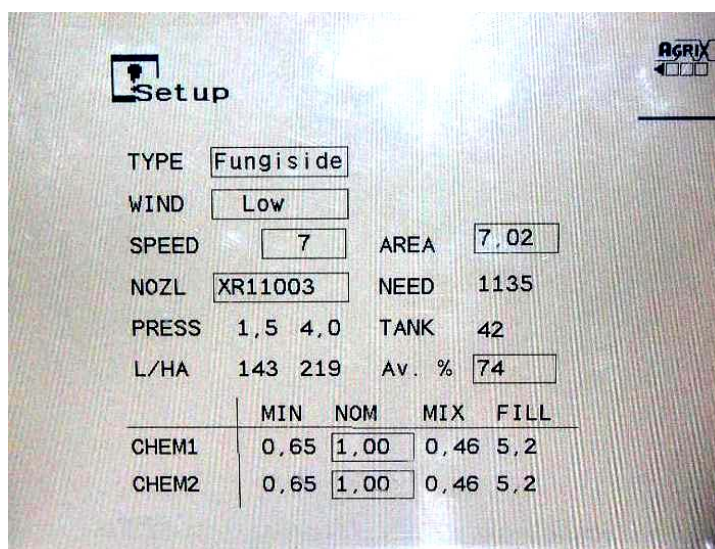 AGRIX
Setup
TYPE Fungiside
WIND Low
SPEED 7 AREA 7,02
NOZL XR11003 NEED 1135
PRESS 1,5 4,0 TANK 42
L/HA 143 219 Av. % 74
MIN NOM MIX FILL
CHEM1 0,65 1,00 0,46 5,2
CHEM2 0,65 1,00 0,46 5,2